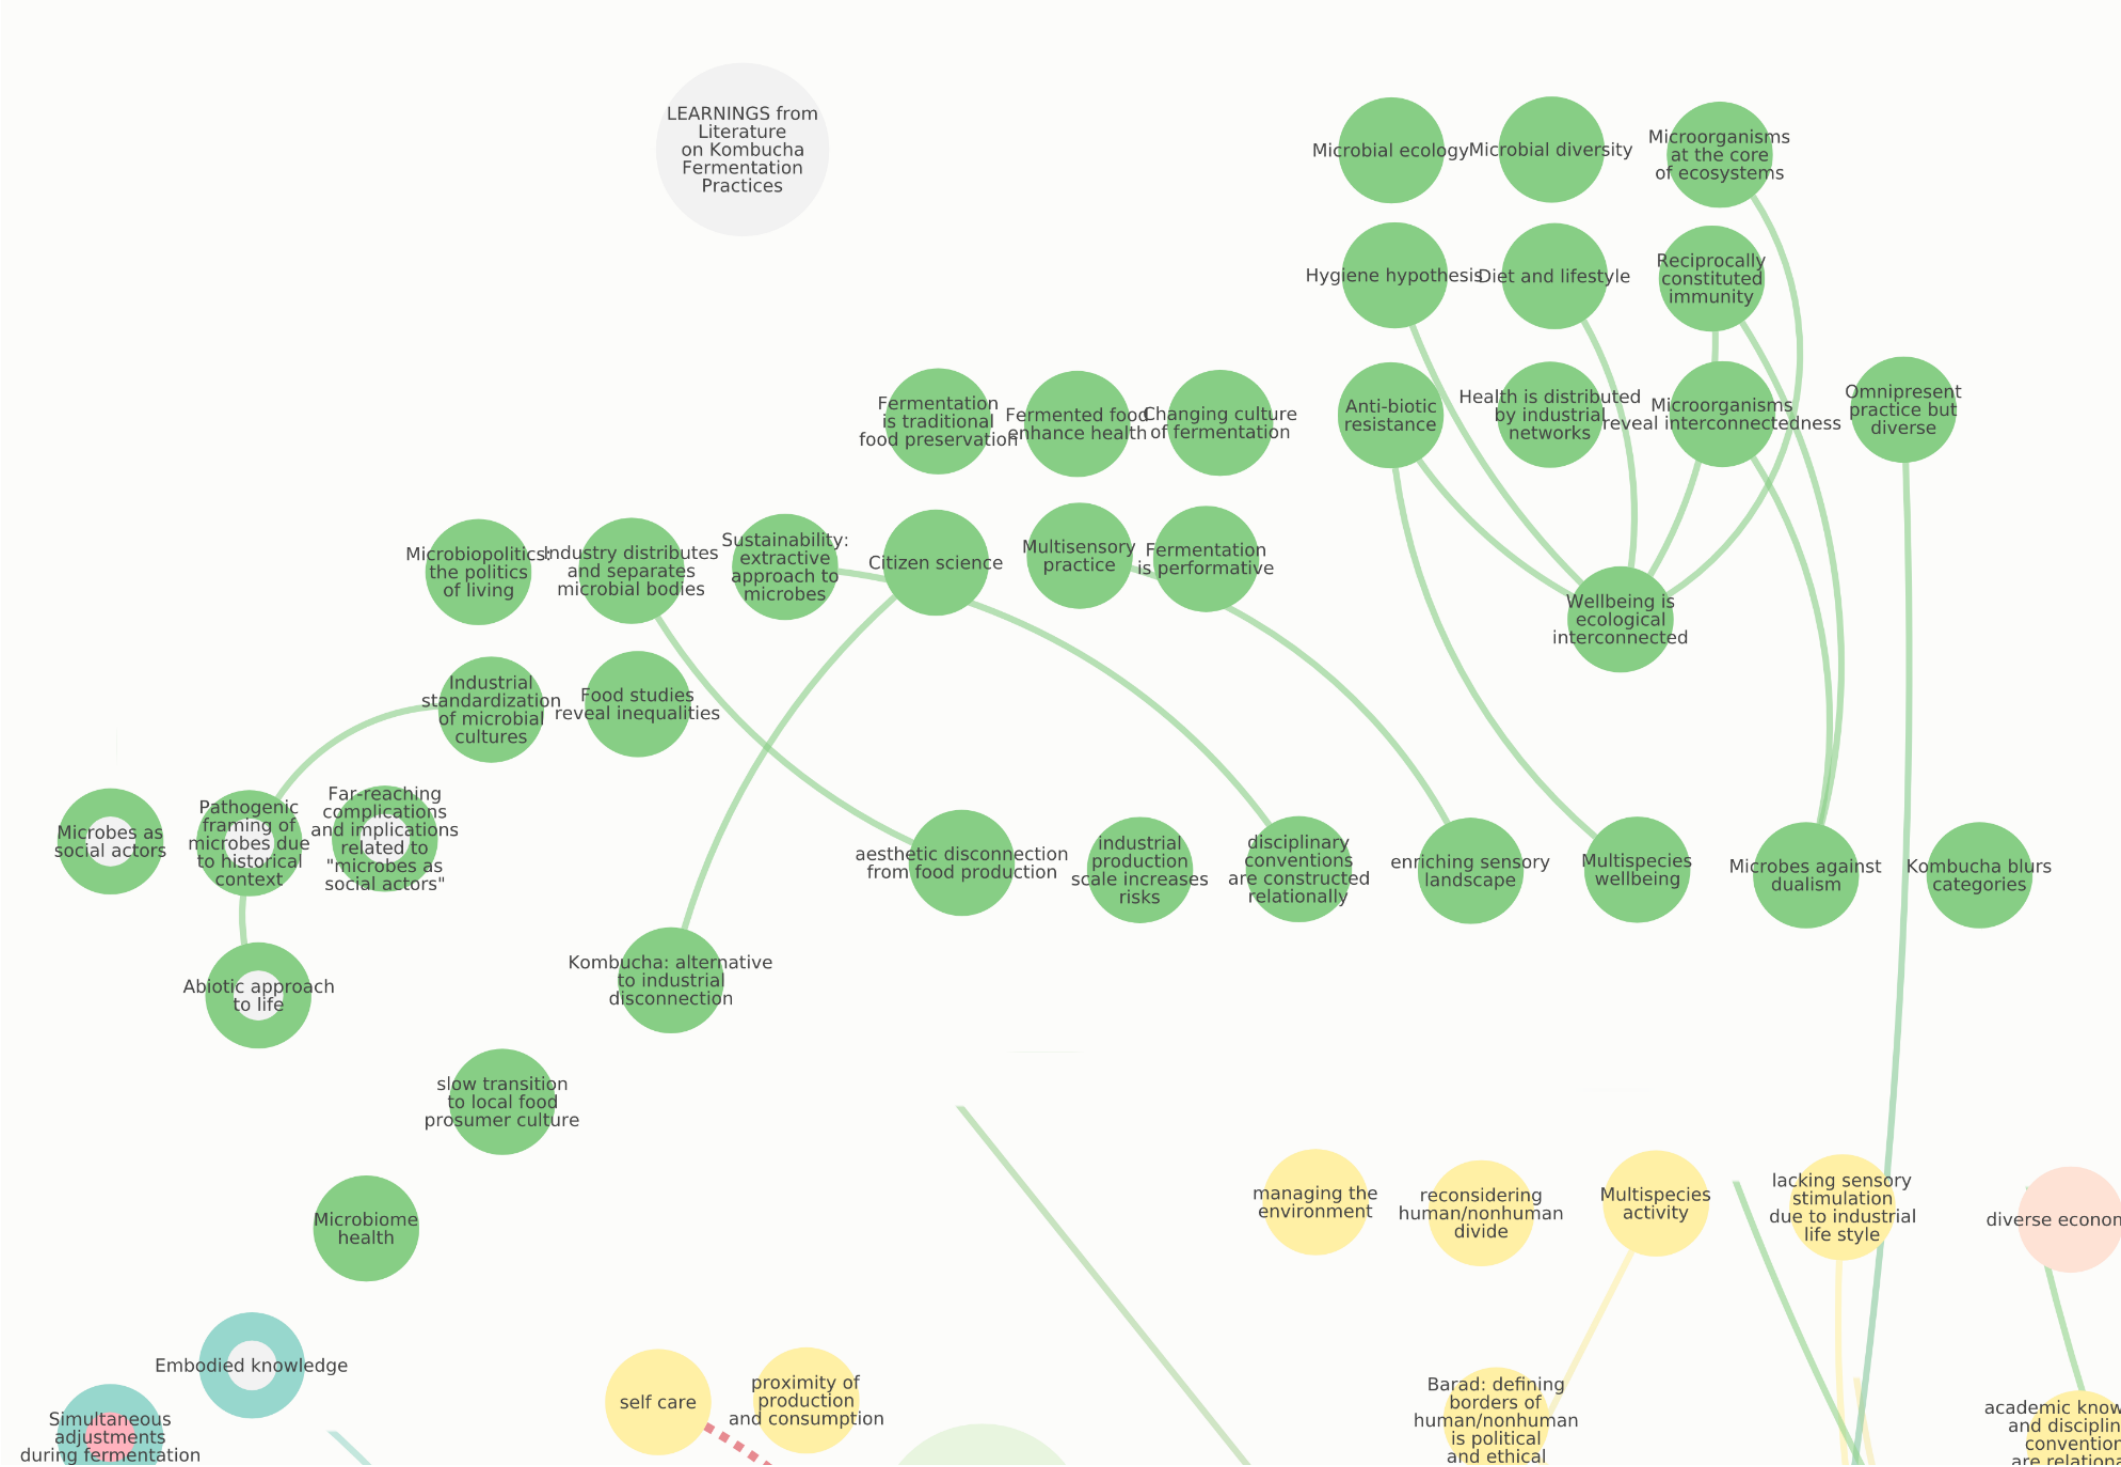 LEARNINGS from
Literature
on Kombucha
Fermentation
Practices
Microbial ecology
Microbial diversity
Microorganisms
at the core
of ecosystems
Hygiene hypothesis
Diet and lifestyle
Reciprocally
constituted
immunity
Fermentation
is traditional
food preservation
Fermented food
enhance health
Changing culture
of fermentation
Anti-biotic
resistance
Health is distributed
by industrial
networks
Microorganisms
reveal interconnectedness
Omnipresent
practice but
diverse
Microbiopolitics:
the politics
of living
Industry distributes
and separates
microbial bodies
Sustainability:
extractive
approach to
microbes
Citizen science
Multisensory
practice
Fermentation
is performative
Wellbeing is
ecological
interconnected
Industrial
standardization
of microbial
cultures
Food studies
reveal inequalities
Microbes as
social actors
Pathogenic
framing of
microbes due
to historical
context
Far-reaching
complications
and implications
related to
"microbes as
social actors"
aesthetic disconnection
from food production
industrial
production
scale increases
risks
disciplinary
conventions
are constructed
relationally
enriching sensory
landscape
Multispecies
wellbeing
Microbes against
dualism
Kombucha blurs
categories
Abiotic approach
to life
Kombucha: alternative
to industrial
disconnection
slow transition
to local food
prosumer culture
Microbiome
health
managing the
environment
reconsidering
human/nonhuman
divide
Multispecies
activity
lacking sensory
stimulation
due to industrial
life style
diverse econom
Embodied knowledge
Simultaneous
adjustments
during fermentation
self care
proximity of
production
and consumption
Barad: defining
borders of
human/nonhuman
is political
and ethical
academic know
and disciplin
convention
are relationa